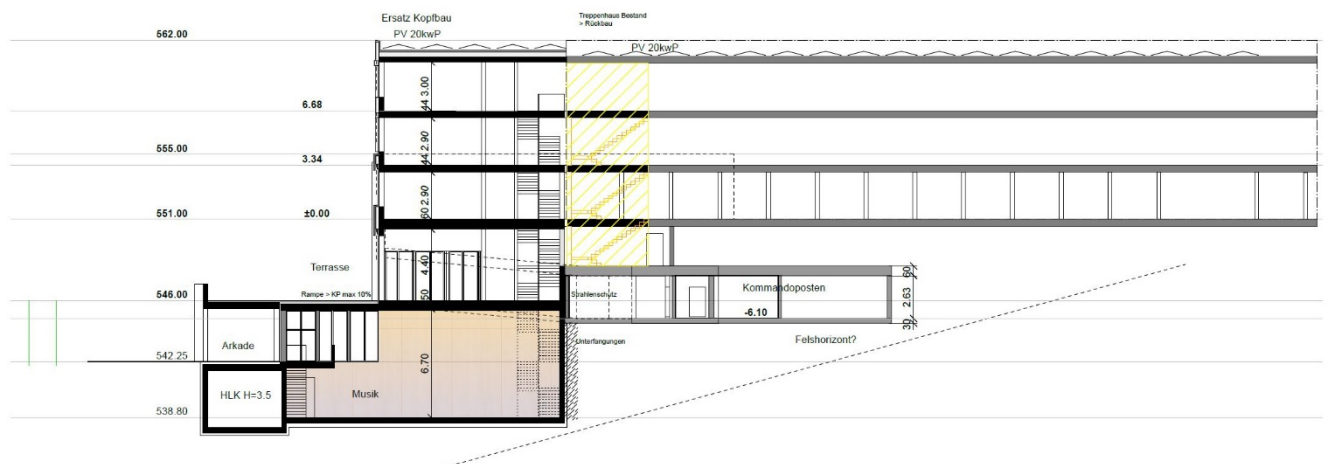 Ersatz Kopfbau
Treppenhaus Bestand
> Rückbau
PV 20kwP
PV 20kwP
562.00
44 3.00
6.68
44 2.90
555.00
3.34
60 2.90
551.00
±0.00
4.40
Terrasse
60
Rampe > KP max 10%
546.00
50
Strahlenschutz
Kommandoposten
2.63
-6.10
30
Unterfangungen
Felshorizont?
Arkade
542.25
6.70
HLK H=3.5
Musik
538.80